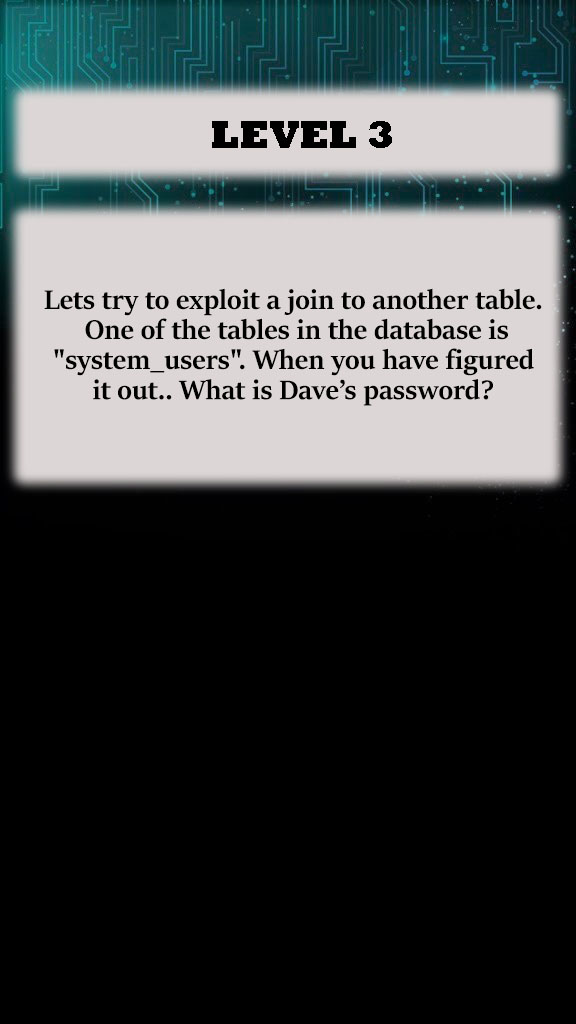 LEVEL 3
Lets try to exploit a join to another table.
One of the tables in the database is
"system_users". When you have figured
it out.. What is Dave’s password?